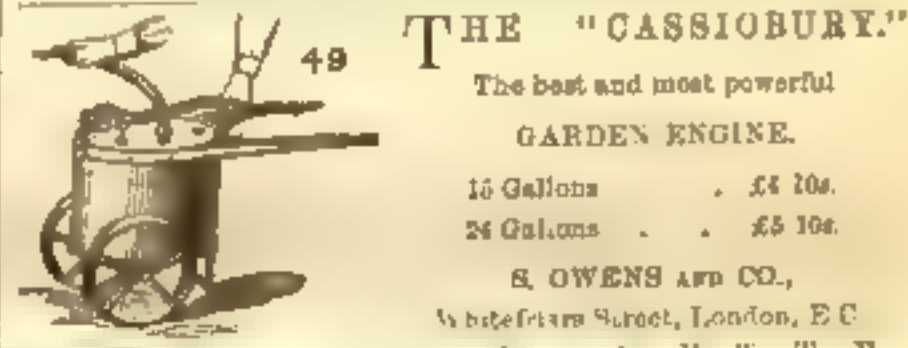 49
THE "CASSIOBURY."
The best and most powerful
GARDEN ENGINE.
15 Gallons . £4 10s.
24 Gallons . . £5 10s.
S. OWENS AND CO.,
Whitefriars Street, London, E C